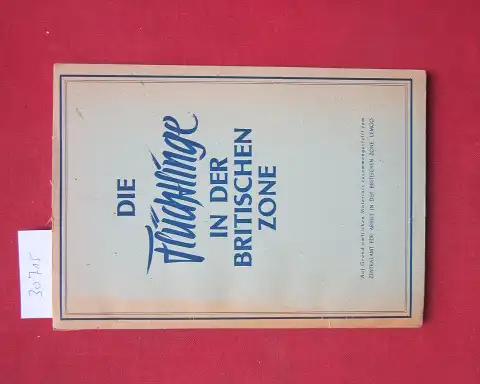 DIE
Flüchtlinge
IN DER
BRITISCHEN
ZONE
Auf Grund amtlichen Materials zusammengestellt vom
ZENTRALAMT FÜR ARBEIT IN DER BRITISCHEN ZONE LEMGO
30715